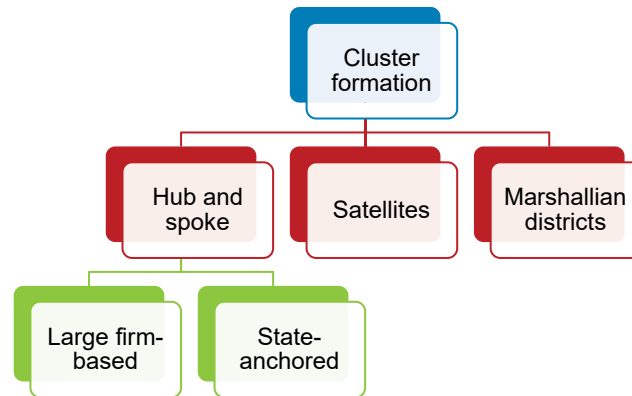 Cluster
formation
Hub and
spoke
Satellites
Marshallian
districts
Large firm-
based
State-
anchored